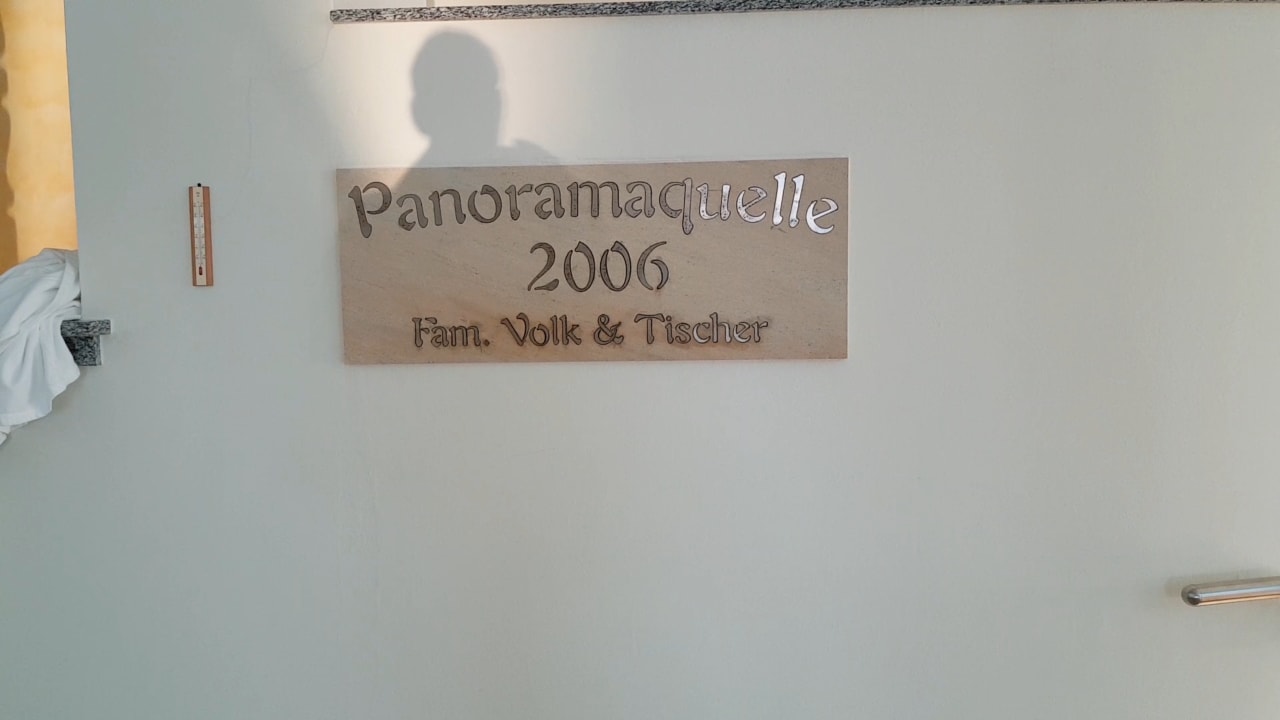 Panoramaquelle
2006
Fam. Volk & Tischer